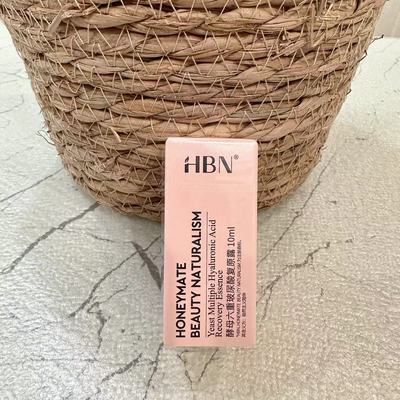 HBN®
HONEYMATE
BEAUTY NATURALISM
Yeast Multiple Hyaluronic Acid
Recovery Essence
酵母六重玻尿酸复原露 10ml